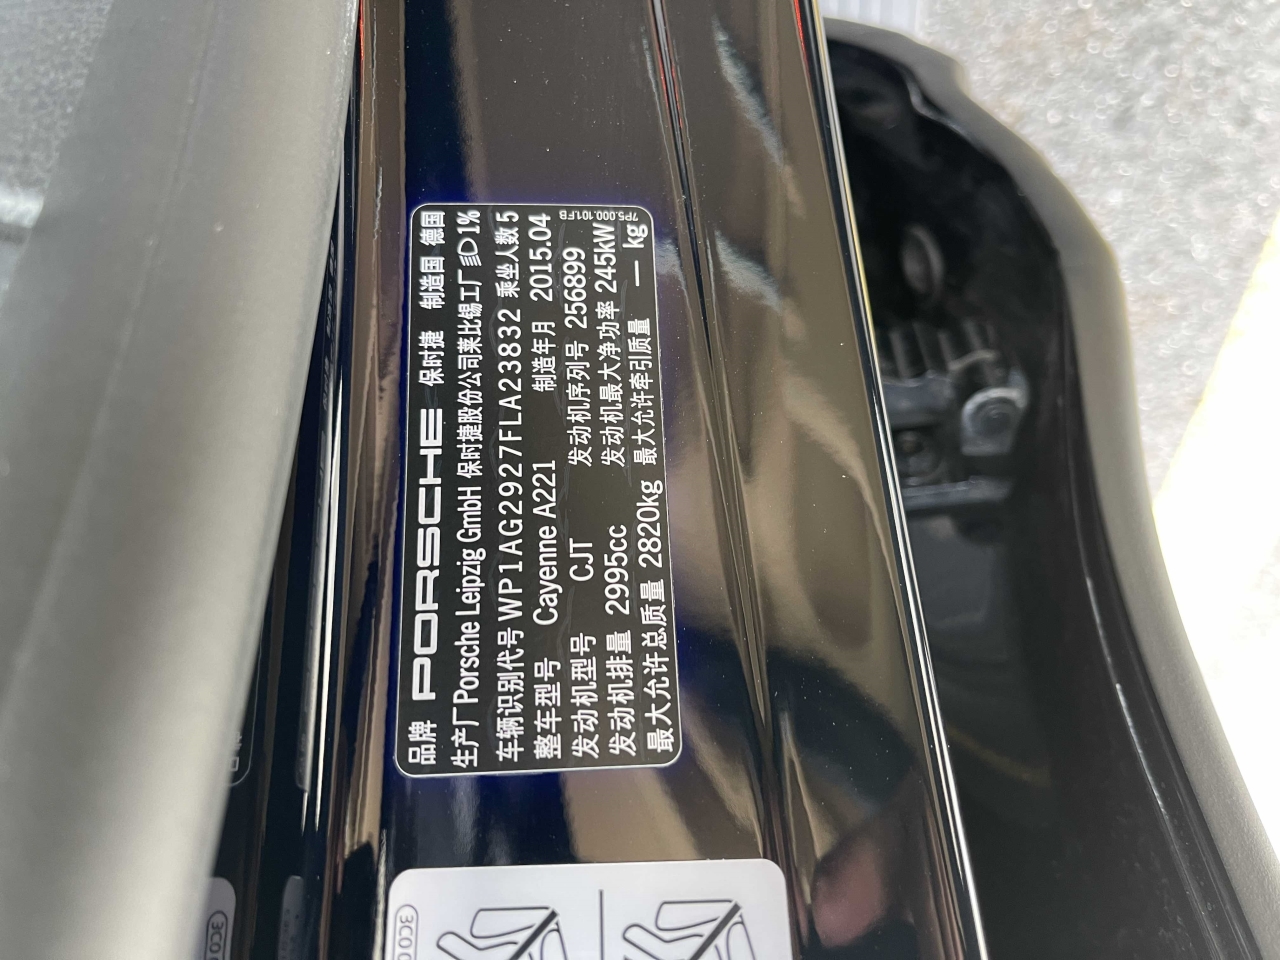 品牌 PORSCHE 保时捷 制造国 德国
生产厂 Porsche Leipzig GmbH 保时捷股份公司莱比锡工厂 1%
车辆识别代号 WP1AG2927FLA23832 乘坐人数 5
整车型号 Cayenne A221 制造年月 2015.04
发动机型号 CJT 发动机序列号 256899
发动机排量 2995cc 发动机最大净功率 245kW
最大允许总质量 2820kg 最大允许牵引质量 — kg
7P5.000.101.FB
3C0
3C0